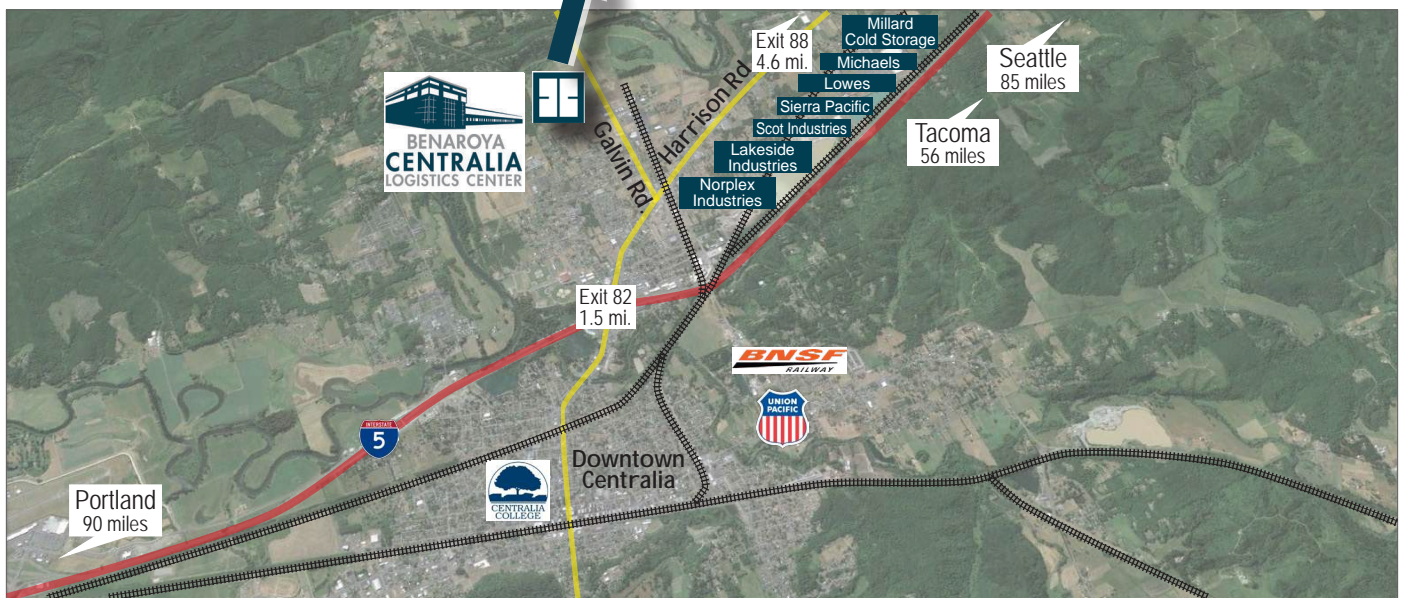 Millard
Cold Storage
Exit 88
4.6 mi.
Michaels
Lowes
Seattle
85 miles
Sierra Pacific
Scot Industries
Tacoma
56 miles
Lakeside
Industries
Norplex
Industries
Harrison Rd.
Galvin Rd.
BENAROYA
CENTRALIA
LOGISTICS CENTER
Exit 82
1.5 mi.
BNSF
RAILWAY
UNION
PACIFIC
INTERSTATE
5
Downtown
Centralia
CENTRALIA
COLLEGE
Portland
90 miles